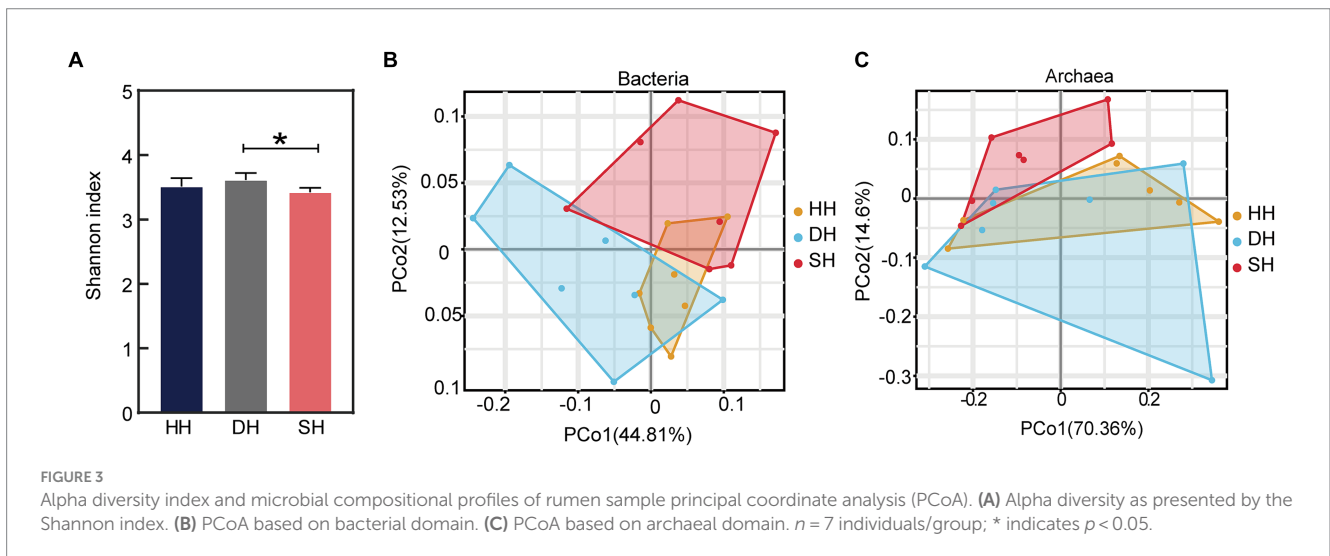 A
Shannon index
5
4
3
2
1
0
*
HH
DH
SH
B
Bacteria
PCo2(12.53%)
0.1
0.05
0
0.05
0.1
-0.2
-0.1
0
0.1
PCo1(44.81%)
HH
DH
SH
C
Archaea
PCo2(14.6%)
0.1
0
-0.1
-0.2
-0.3
-0.2
0
0.2
PCo1(70.36%)
HH
DH
SH
FIGURE 3
Alpha diversity index and microbial compositional profiles of rumen sample principal coordinate analysis (PCoA). (A) Alpha diversity as presented by the
Shannon index. (B) PCoA based on bacterial domain. (C) PCoA based on archaeal domain. n = 7 individuals/group; * indicates p < 0.05.